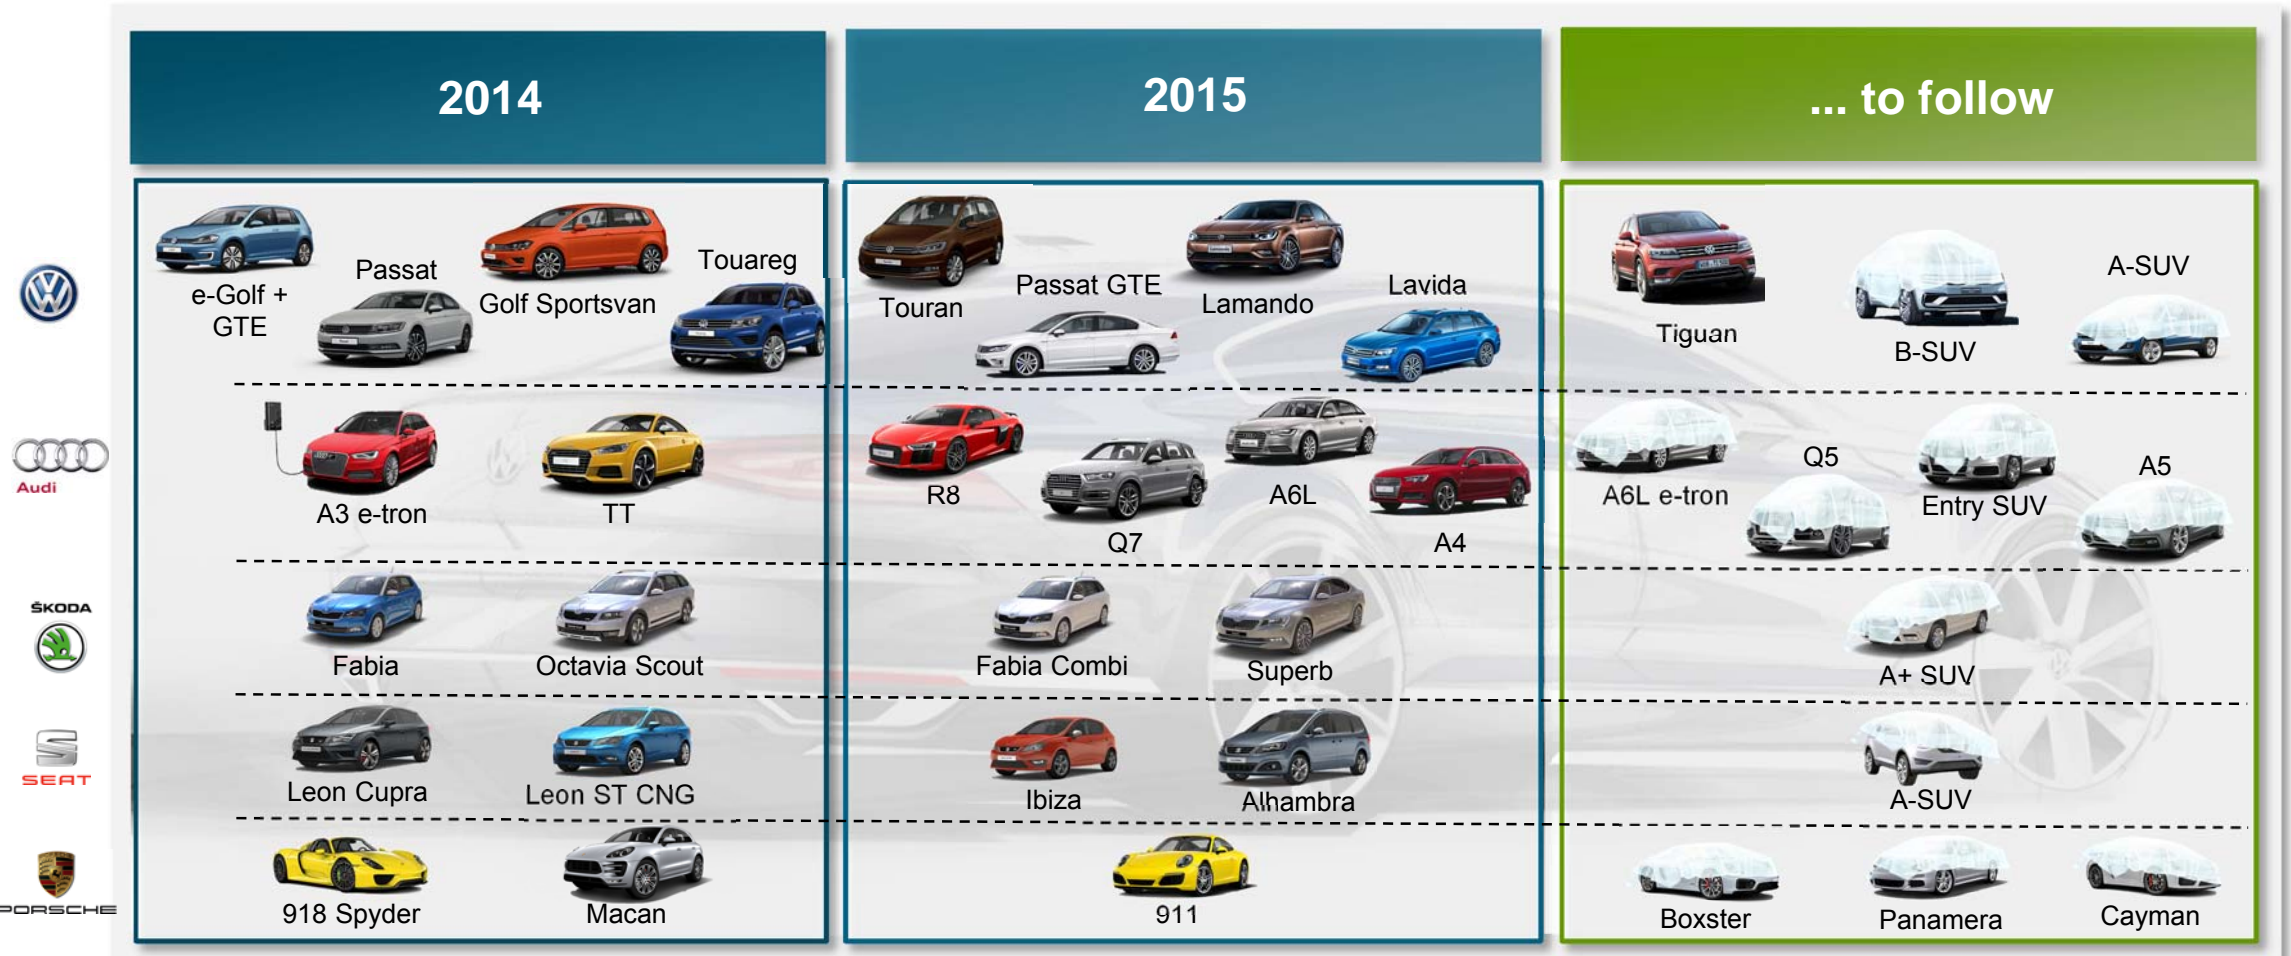 2014
2015
... to follow
e-Golf +
GTE
Passat
Golf Sportsvan
Touareg
Touran
Passat GTE
Lamando
Lavida
Tiguan
B-SUV
A-SUV
Audi
A3 e-tron
TT
R8
Q7
A6L
A4
A6L e-tron
Q5
Entry SUV
A5
ŠKODA
Fabia
Octavia Scout
Fabia Combi
Superb
A+ SUV
SEAT
Leon Cupra
Leon ST CNG
Ibiza
Alhambra
A-SUV
PORSCHE
918 Spyder
Macan
911
Boxster
Panamera
Cayman